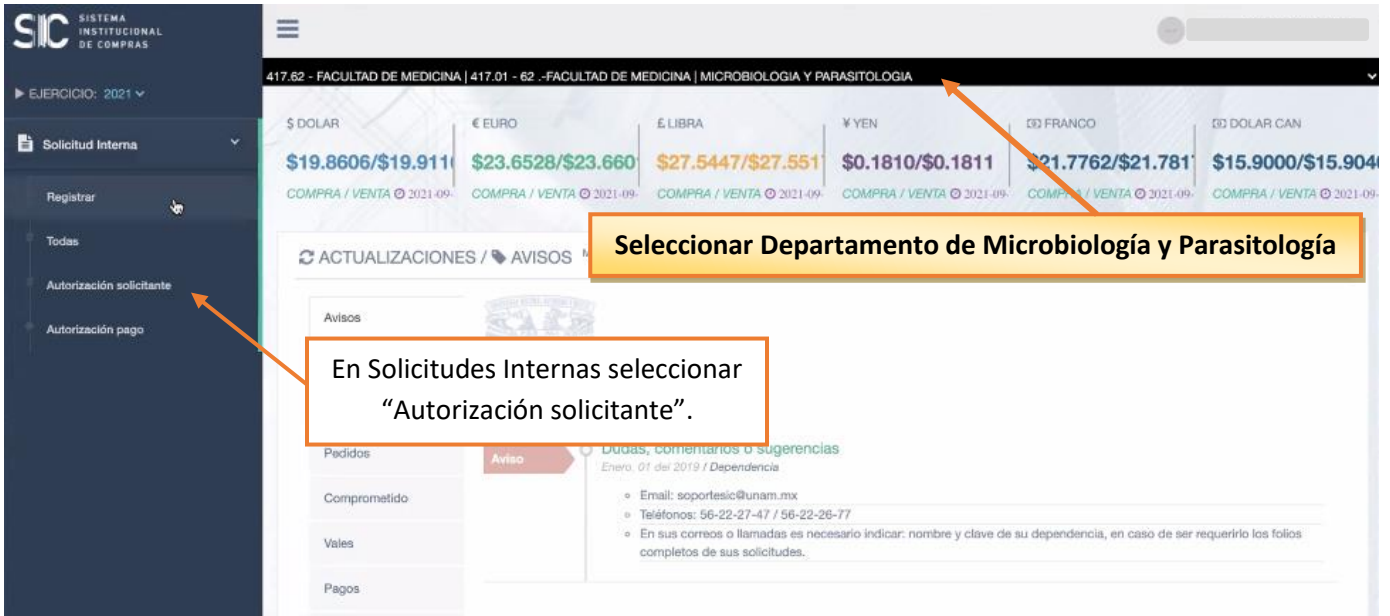 SIC SISTEMA
INSTITUCIONAL
DE COMPRAS
▶ EJERCICIO: 2021
Solicitud Interna
Registrar
Todas
Autorización solicitante
Autorización pago
417.62 - FACULTAD DE MEDICINA | 417.01 - 62 .-FACULTAD DE MEDICINA | MICROBIOLOGIA Y PARASITOLOGIA
$ DOLAR
$19.8606/$19.911
COMPRA / VENTA 2021-09-
€ EURO
$23.6528/$23.660
COMPRA / VENTA 2021-09-
£ LIBRA
$27.5447/$27.551
COMPRA / VENTA 2021-09-
¥ YEN
$0.1810/$0.1811
COMPRA / VENTA 2021-09-
FRANCO
$21.7762/$21.781
COMPRA / VENTA 2021-09-
DOLAR CAN
$15.9000/$15.904
COMPRA / VENTA 2021-09-
Seleccionar Departamento de Microbiología y Parasitología
ACTUALIZACIONES / AVISOS
Avisos
En Solicitudes Internas seleccionar
“Autorización solicitante”.
Pedidos
Comprometido
Vales
Pagos
Aviso
Dudas, comentarios o sugerencias
Enero, 01 del 2019 / Dependencia
Email: soportesic@unam.mx
Teléfonos: 56-22-27-47 / 56-22-26-77
En sus correos o llamadas es necesario indicar: nombre y clave de su dependencia, en caso de ser requerirlo los folios
completos de sus solicitudes.